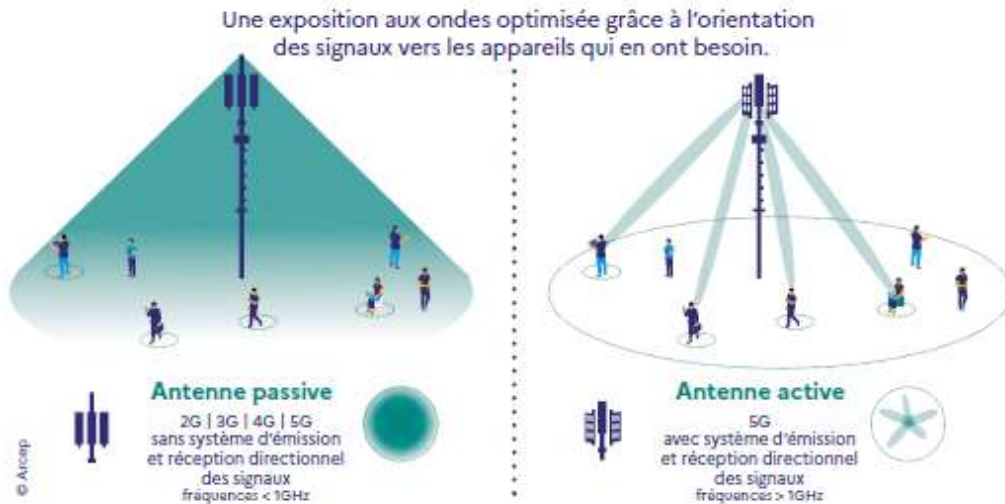 Une exposition aux ondes optimisée grâce à l'orientation
des signaux vers les appareils qui en ont besoin.
Antenne passive
2G | 3G | 4G | 5G
sans système d'émission
et réception directionnel
des signaux
fréquences < 1GHz
Antenne active
5G
avec système d'émission
et réception directionnel
des signaux
fréquences > 1GHz
© Arcep